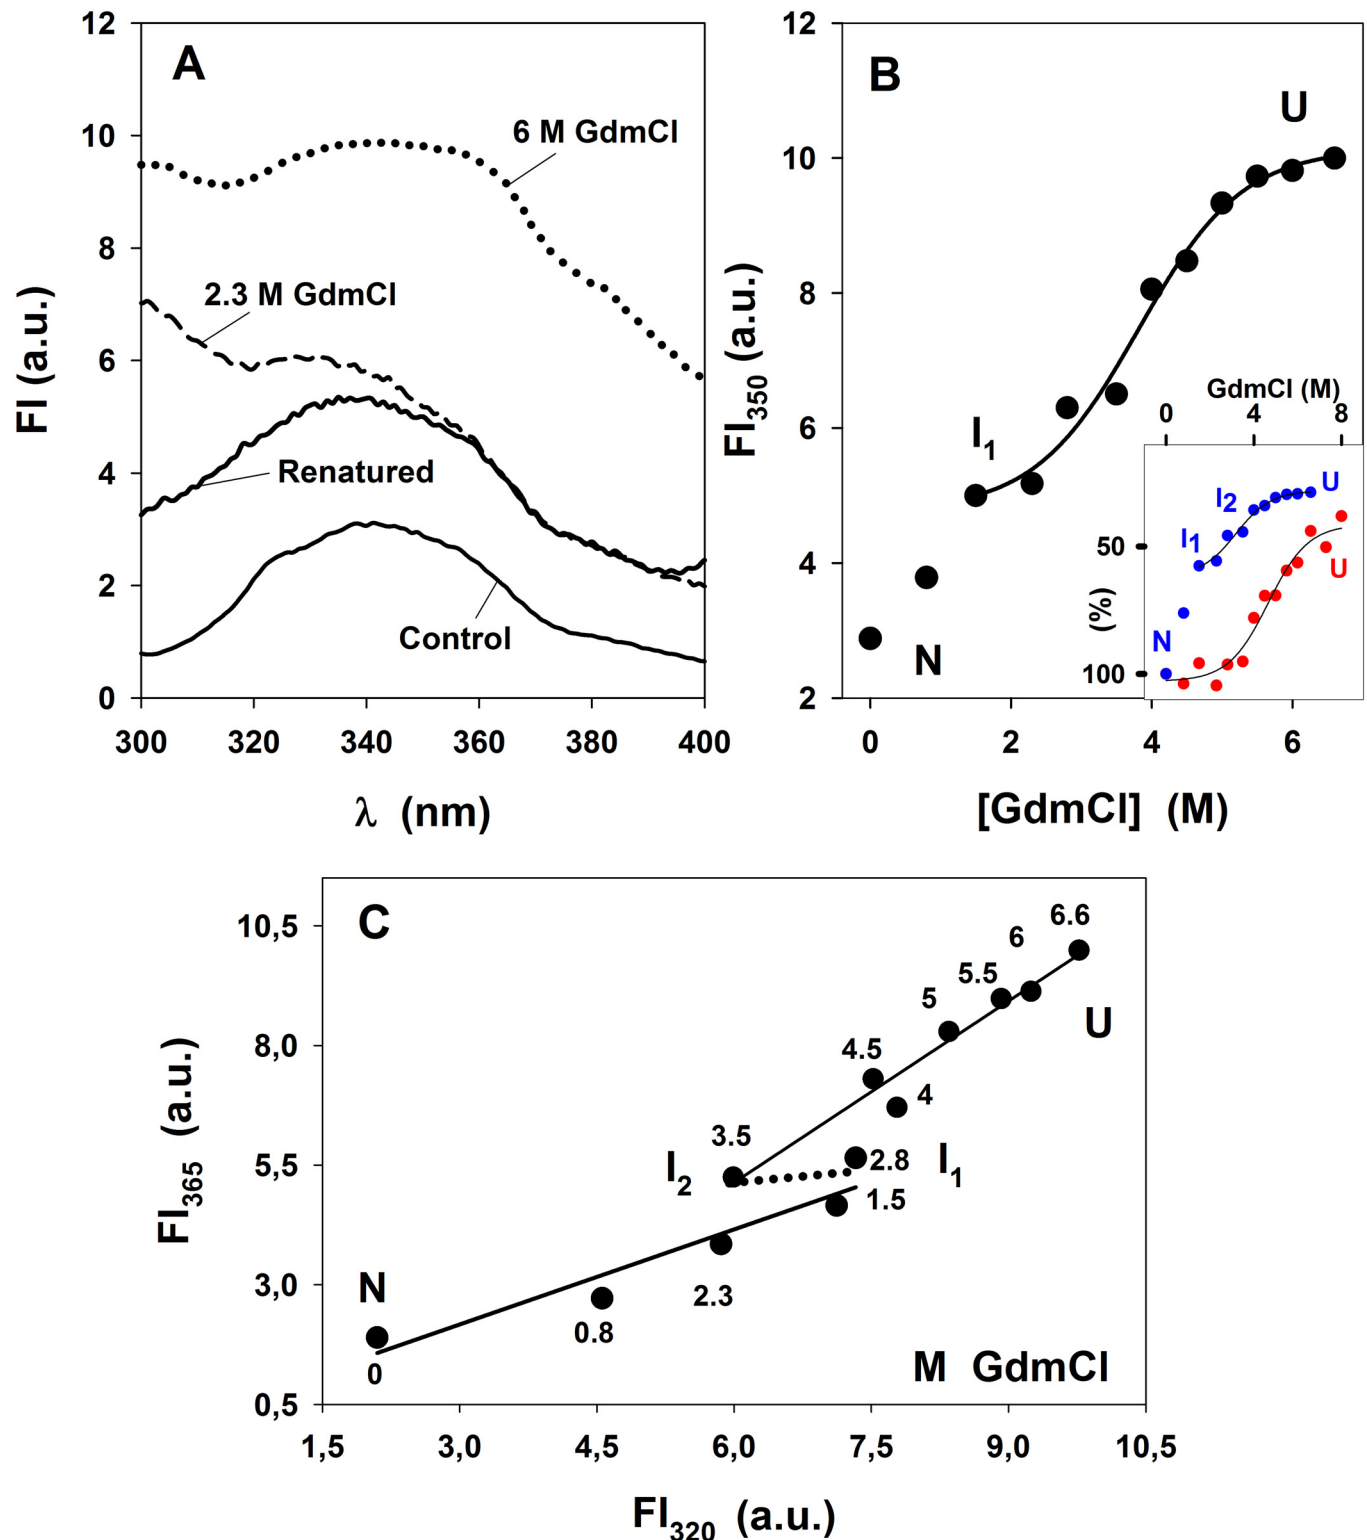 A
12
10
8
6
4
2
0
FI (a.u.)
6 M GdmCl
2.3 M GdmCl
Renatured
Control
300 320 340 360 380 400
λ (nm)
B
12
10
8
6
4
2
FI350 (a.u.)
U
I1
N
0 2 4 6
[GdmCl] (M)
GdmCl (M)
0 4 8
50
100
(%)
U
I2
I1
N
U
C
10,5
8,0
5,5
3,0
0,5
FI365 (a.u.)
6.6
6
5.5
5
U
4.5
4
3.5
I2
2.8
I1
1.5
N
2.3
0.8
0
M GdmCl
1,5 3,0 4,5 6,0 7,5 9,0 10,5
FI320 (a.u.)